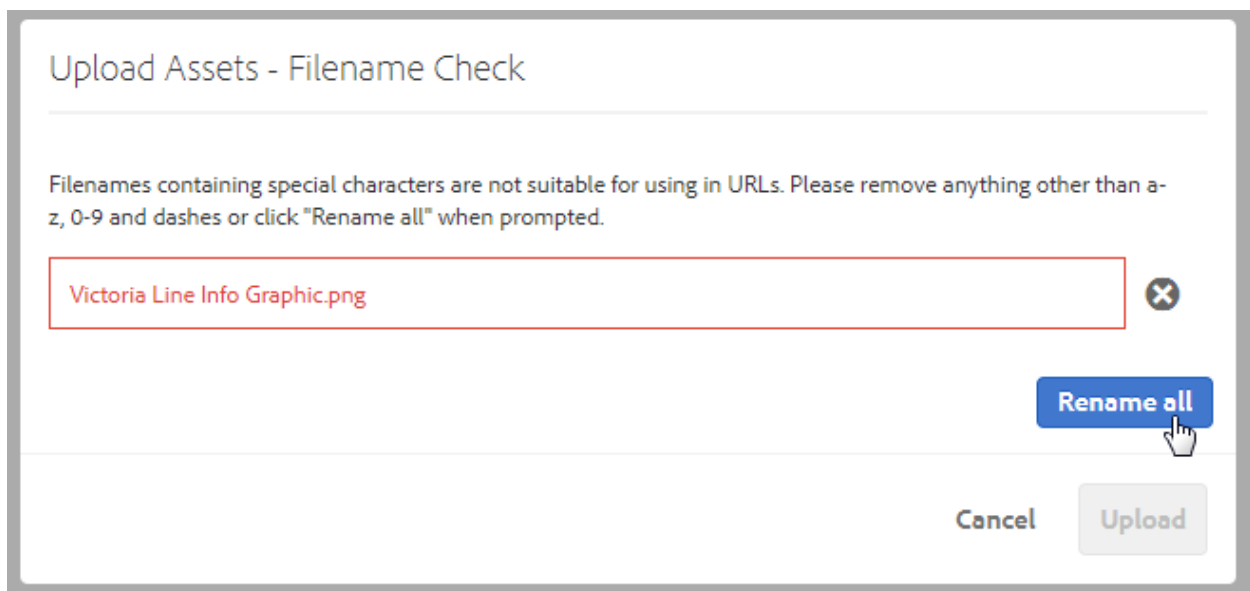 Upload Assets - Filename Check
Filenames containing special characters are not suitable for using in URLs. Please remove anything other than a-
z, 0-9 and dashes or click "Rename all" when prompted.
Victoria Line Info Graphic.png
Rename all
Cancel
Upload